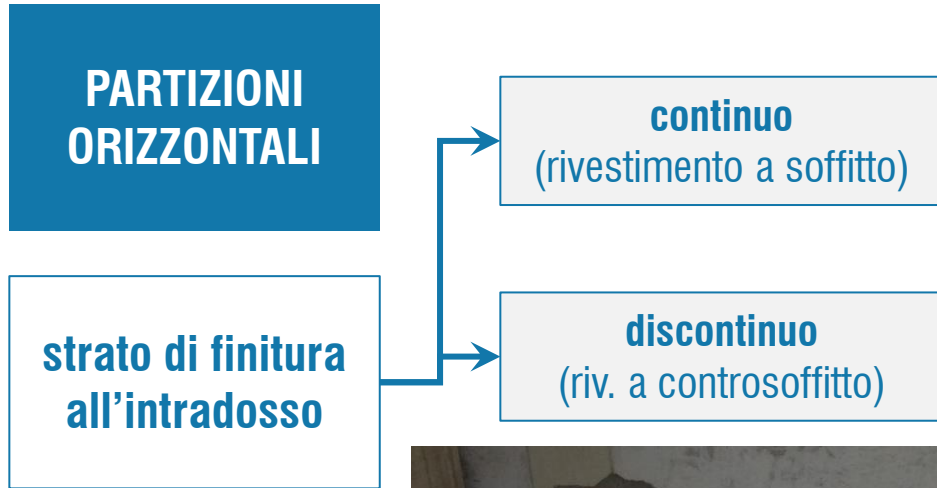 PARTIZIONI
ORIZZONTALI
continuo
(rivestimento a soffitto)
strato di finitura
all’intradosso
discontinuo
(riv. a controsoffitto)